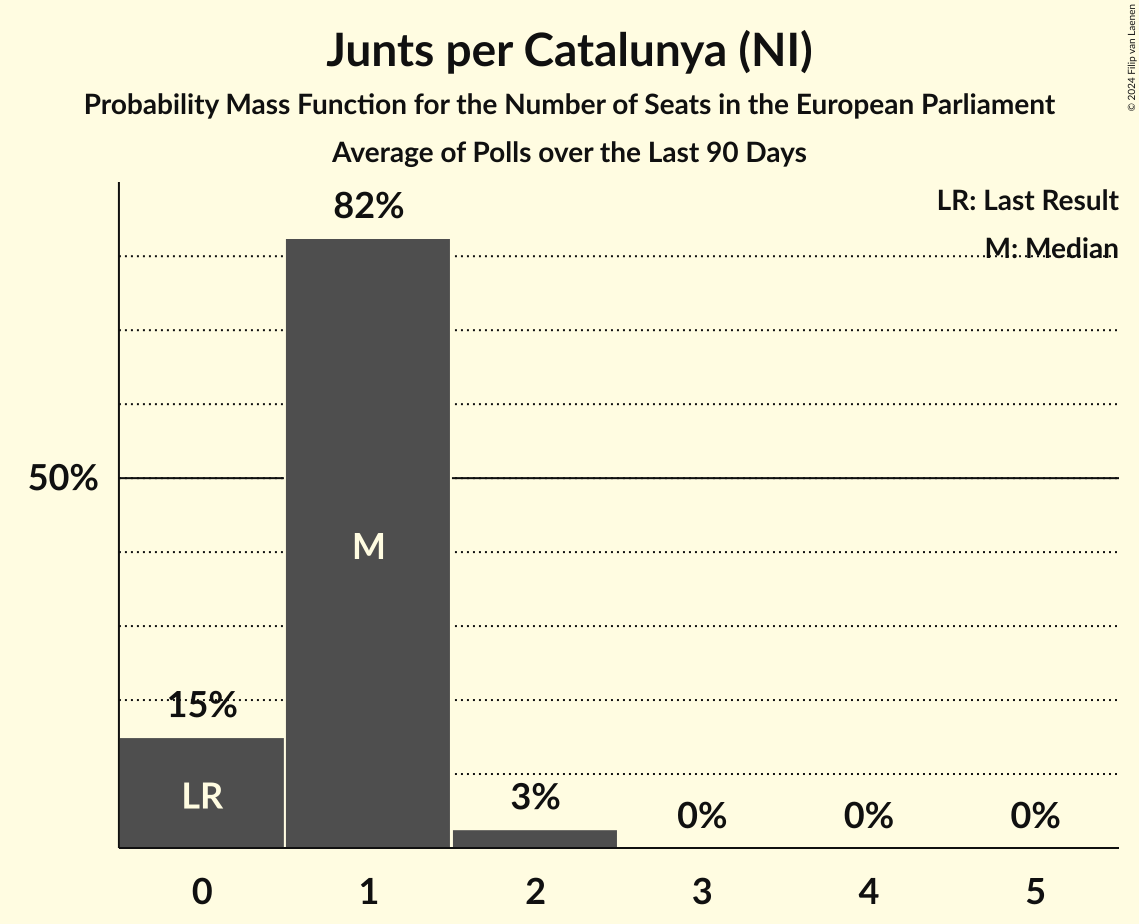 Junts per Catalunya (NI)
Probability Mass Function for the Number of Seats in the European Parliament
Average of Polls over the Last 90 Days
© 2024 Filip van Laenen
LR: Last Result
M: Median
82%
50%
M
15%
LR
3%
0%
0%
0%
0
1
2
3
4
5